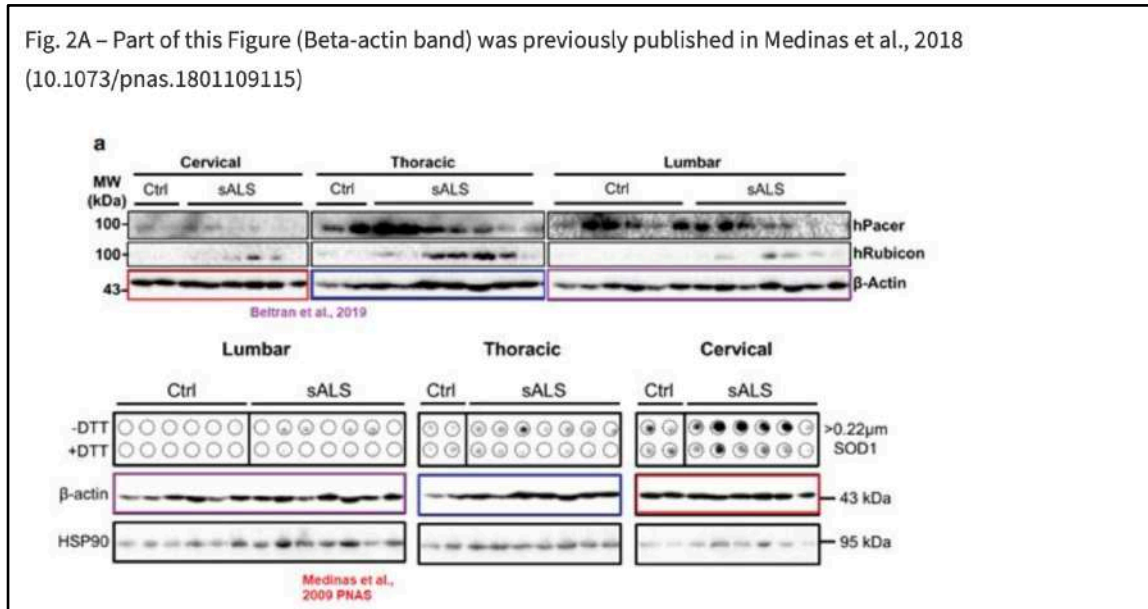 Fig. 2A – Part of this Figure (Beta-actin band) was previously published in Medinas et al., 2018
(10.1073/pnas.1801109115)
a
Cervical Thoracic Lumbar
MW
(kDa)
Ctrl sALS Ctrl sALS Ctrl sALS
100- hPacer
100- hRubicon
43- β-Actin
Beltran et al., 2019
Lumbar Thoracic Cervical
Ctrl sALS Ctrl sALS Ctrl sALS
-DTT >0.22µm
+DTT SOD1
β-actin 43 kDa
HSP90 95 kDa
Medinas et al.,
2009 PNAS